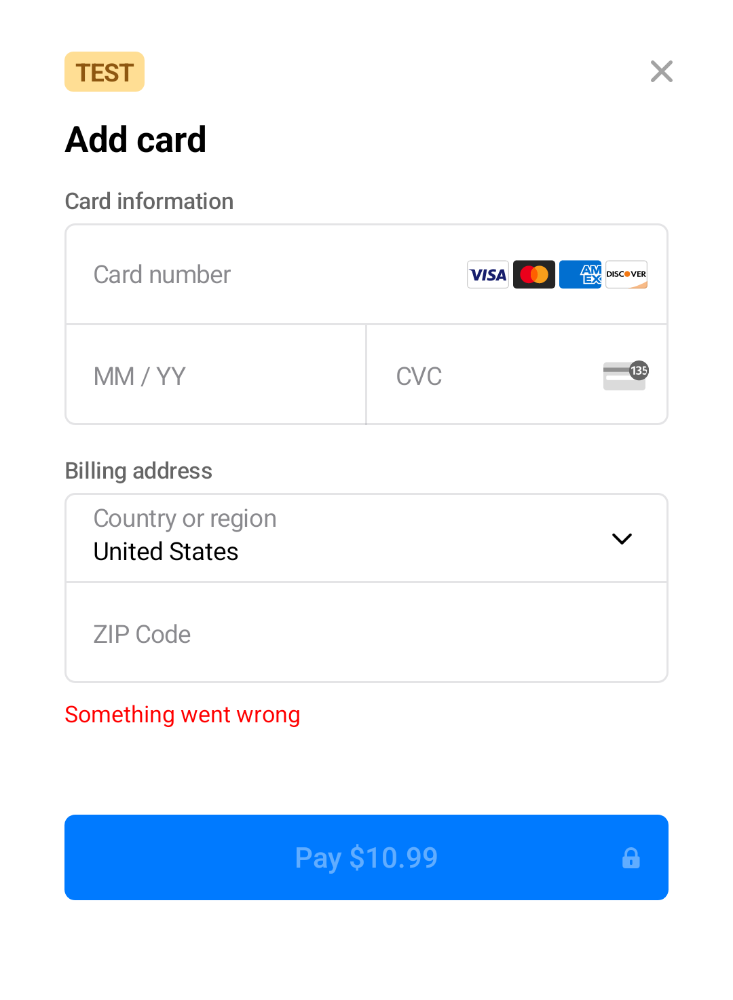 TEST
Add card
Card information
Card number VISA AM EX DISCOVER
MM / YY CVC 135
Billing address
Country or region
United States
ZIP Code
Something went wrong
Pay $10.99